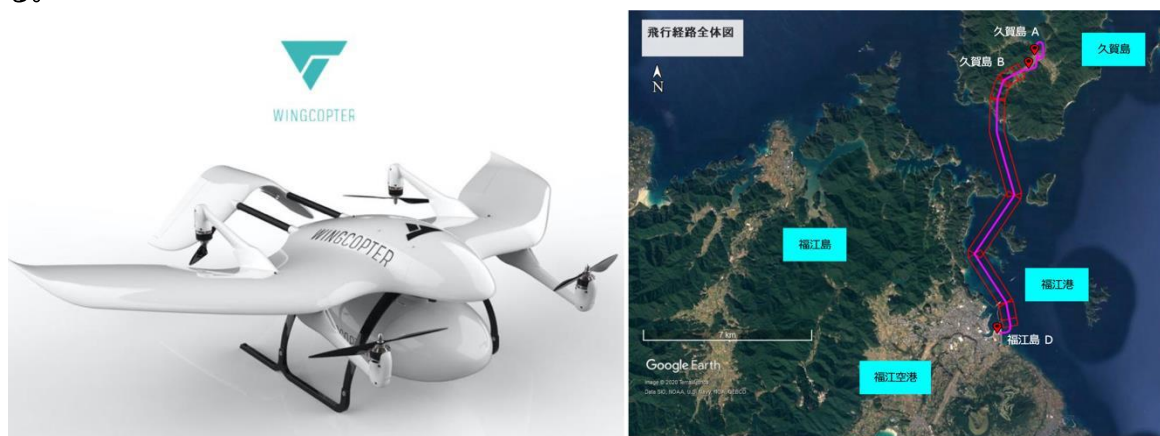 る。
WINGCOPTER
WINGCOPTER
飛行経路全体図
N
久賀島 A
久賀島 B
久賀島
福江島
福江港
福江島 D
7 km
福江空港
Google Earth